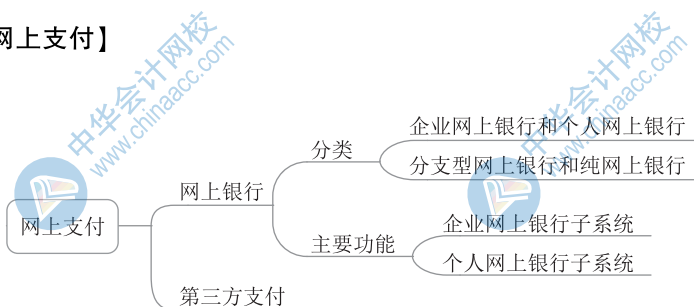 网上支付】
中华会计网校
www.chinaacc.com
中华会计网校
www.chinaacc.com
企业网上银行和个人网上银行
分类
分支型网上银行和纯网上银行
网上银行
网上支付
企业网上银行子系统
主要功能
个人网上银行子系统
第三方支付